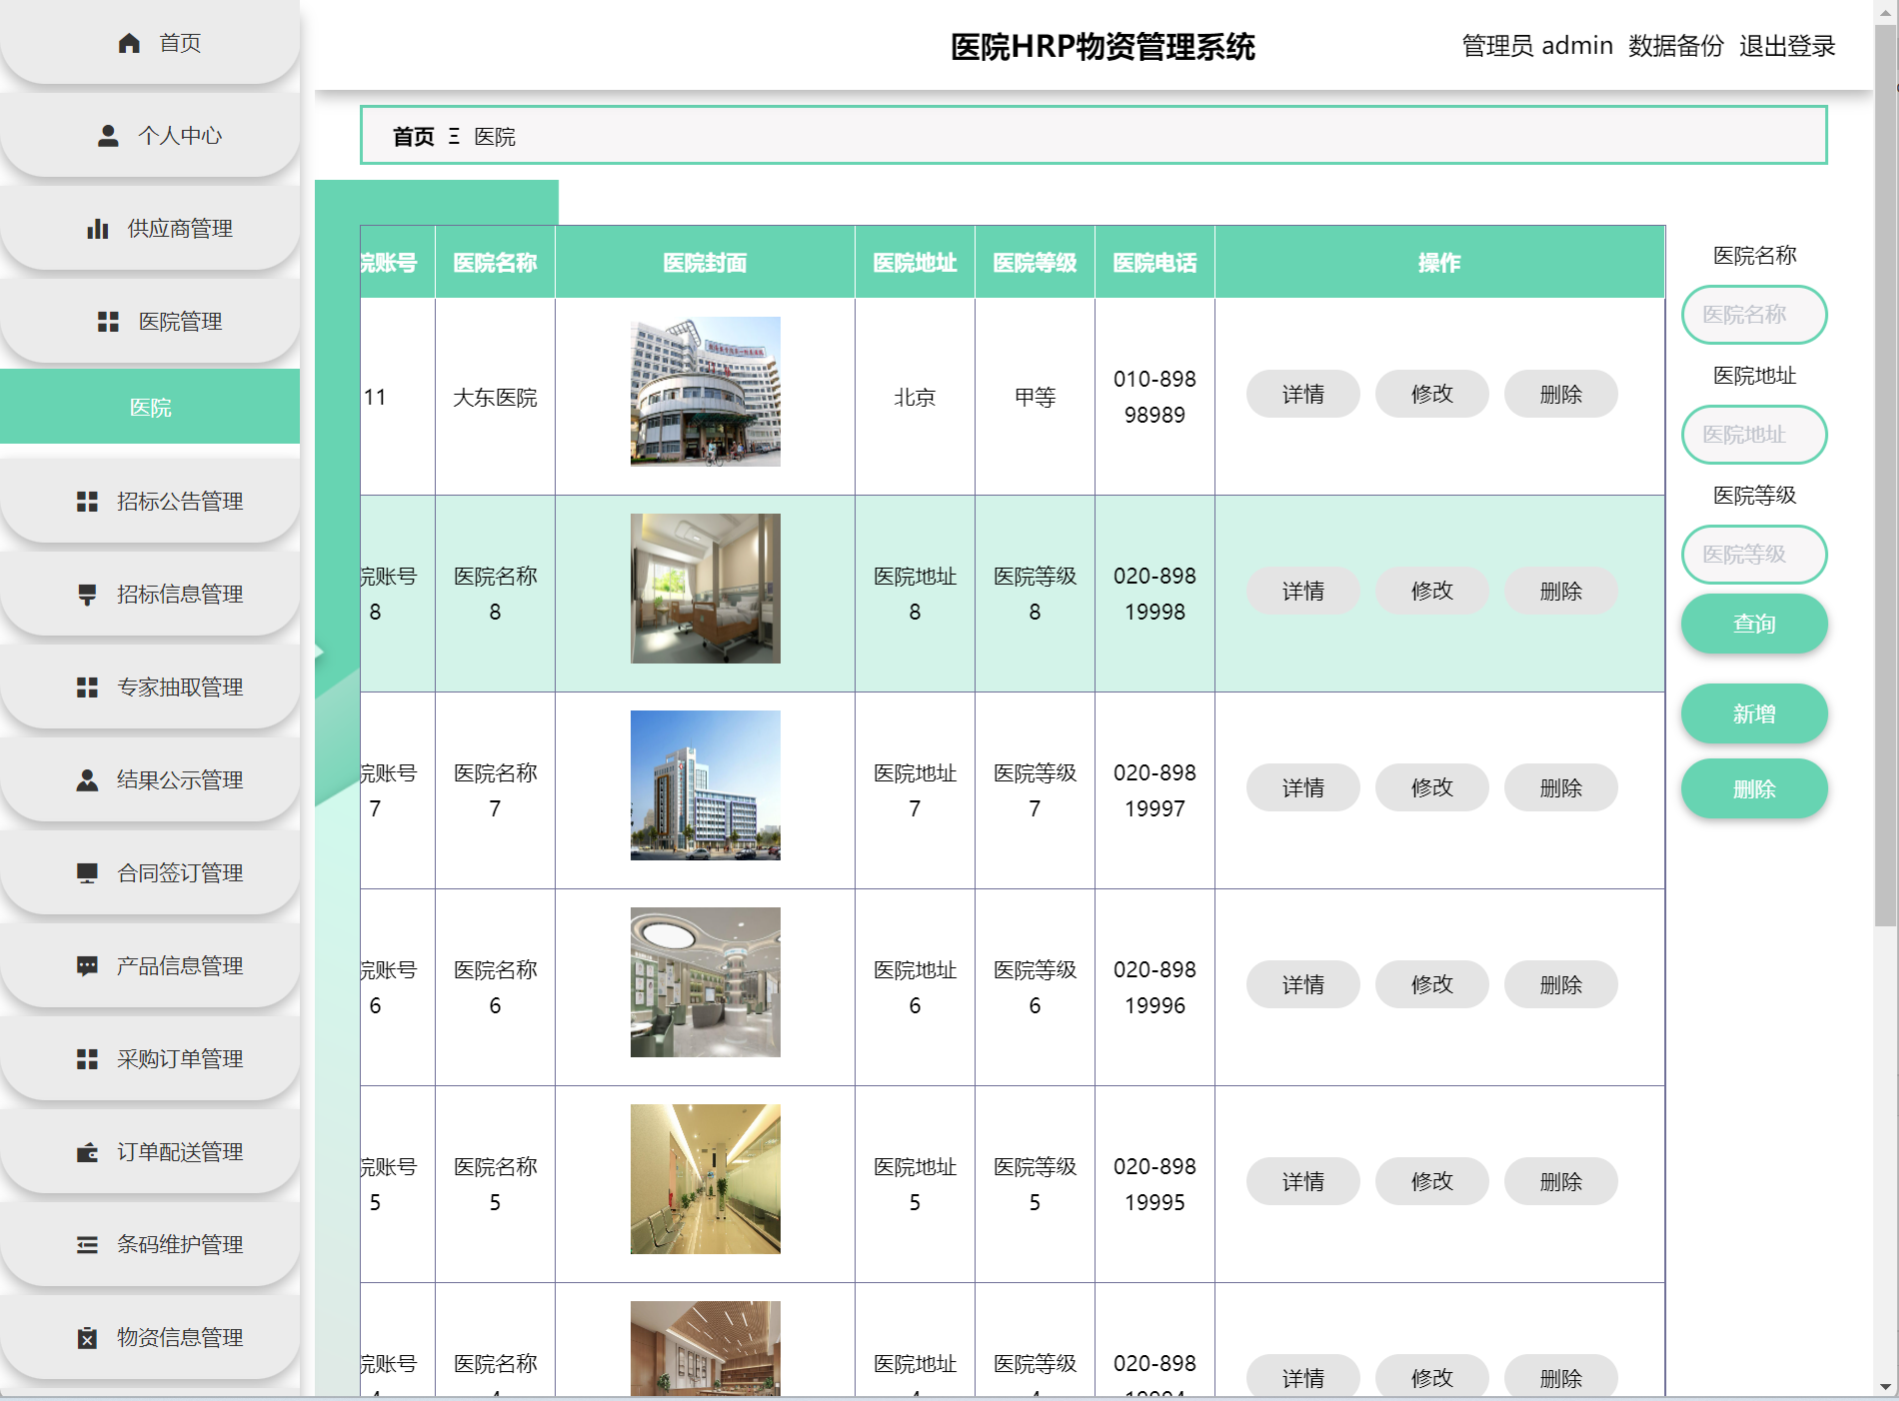 首页
个人中心
供应商管理
医院管理
医院
招标公告管理
招标信息管理
专家抽取管理
结果公示管理
合同签订管理
产品信息管理
采购订单管理
订单配送管理
条码维护管理
物资信息管理
医院HRP物资管理系统
管理员 admin 数据备份 退出登录
首页 Ξ 医院
院账号 医院名称 医院封面 医院地址 医院等级 医院电话 操作
11 大东医院 北京 甲等 010-898
98989
详情 修改 删除
院账号 医院名称 医院地址 医院等级 020-898
8 8 8 8 19998
详情 修改 删除
院账号 医院名称 医院地址 医院等级 020-898
7 7 7 7 19997
详情 修改 删除
院账号 医院名称 医院地址 医院等级 020-898
6 6 6 6 19996
详情 修改 删除
院账号 医院名称 医院地址 医院等级 020-898
5 5 5 5 19995
详情 修改 删除
院账号 医院名称 医院地址 医院等级 020-898
详情 修改 删除
医院名称
医院名称
医院地址
医院地址
医院等级
医院等级
查询
新增
删除